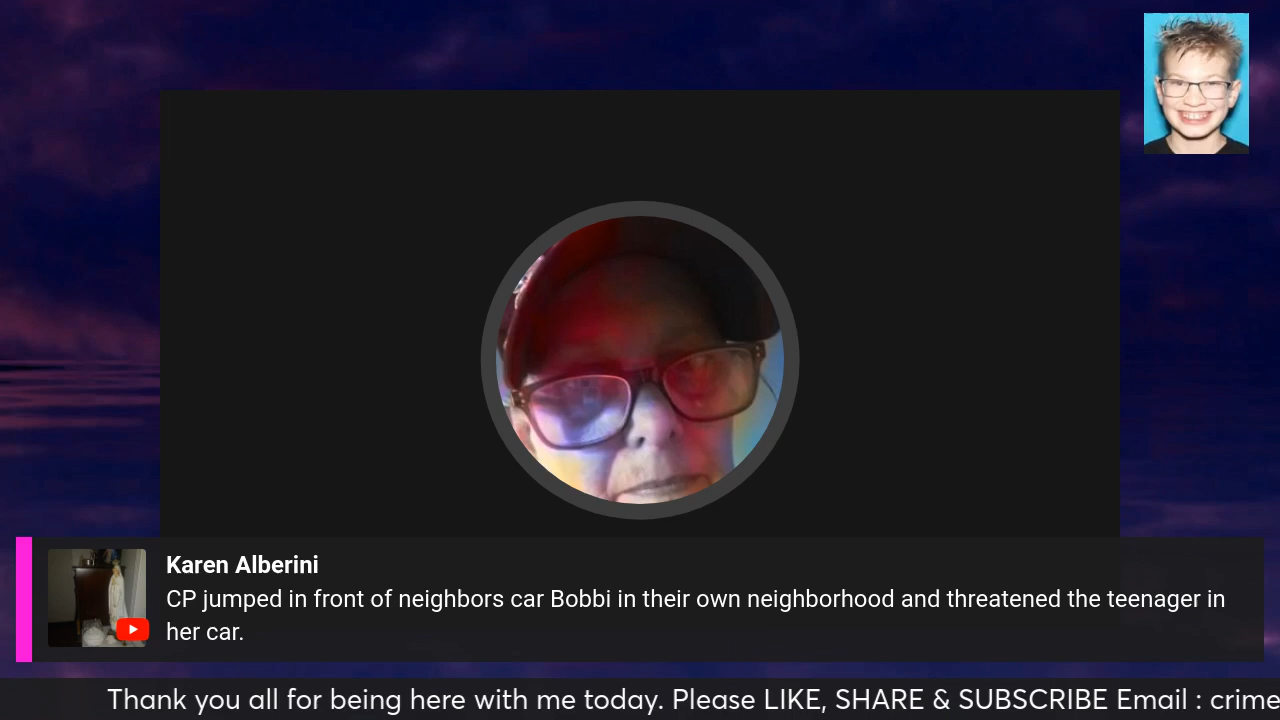 Karen Alberini
CP jumped in front of neighbors car Bobbi in their own neighborhood and threatened the teenager in
her car.
Thank you all for being here with me today. Please LIKE, SHARE & SUBSCRIBE Email : crime